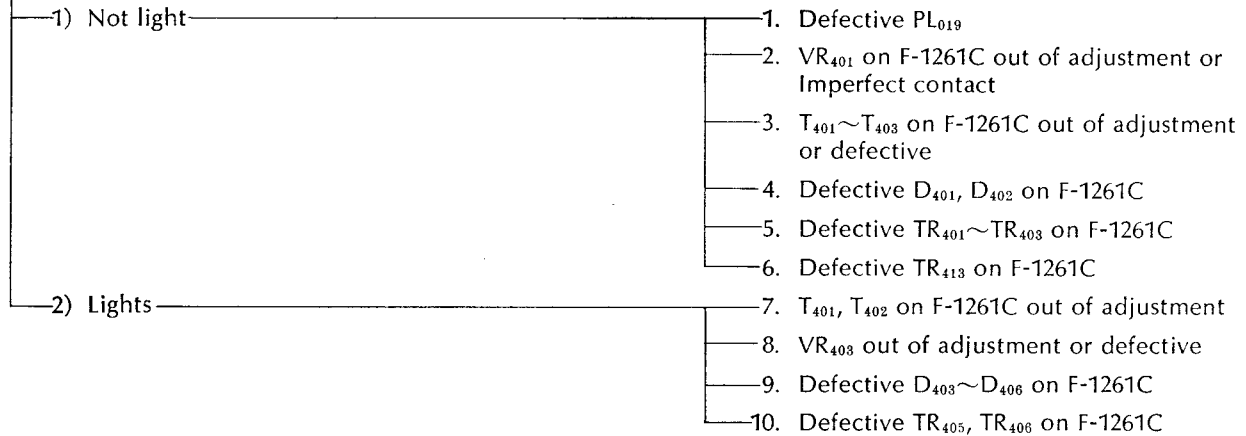 1) Not light
1. Defective PL₀₁₉
2. VR₄₀₁ on F-1261C out of adjustment or
Imperfect contact
3. T₄₀₁~T₄₀₃ on F-1261C out of adjustment
or defective
4. Defective D₄₀₁, D₄₀₂ on F-1261C
5. Defective TR₄₀₁~TR₄₀₃ on F-1261C
6. Defective TR₄₁₃ on F-1261C
2) Lights
7. T₄₀₁, T₄₀₂ on F-1261C out of adjustment
8. VR₄₀₃ out of adjustment or defective
9. Defective D₄₀₃~D₄₀₆ on F-1261C
10. Defective TR₄₀₅, TR₄₀₆ on F-1261C